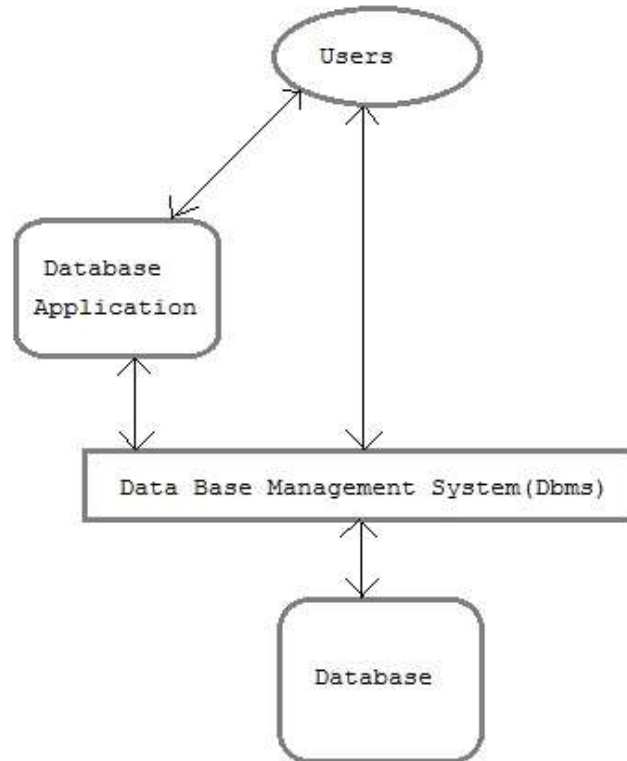 Users
Database
Application
Data Base Management System(Dbms)
Database